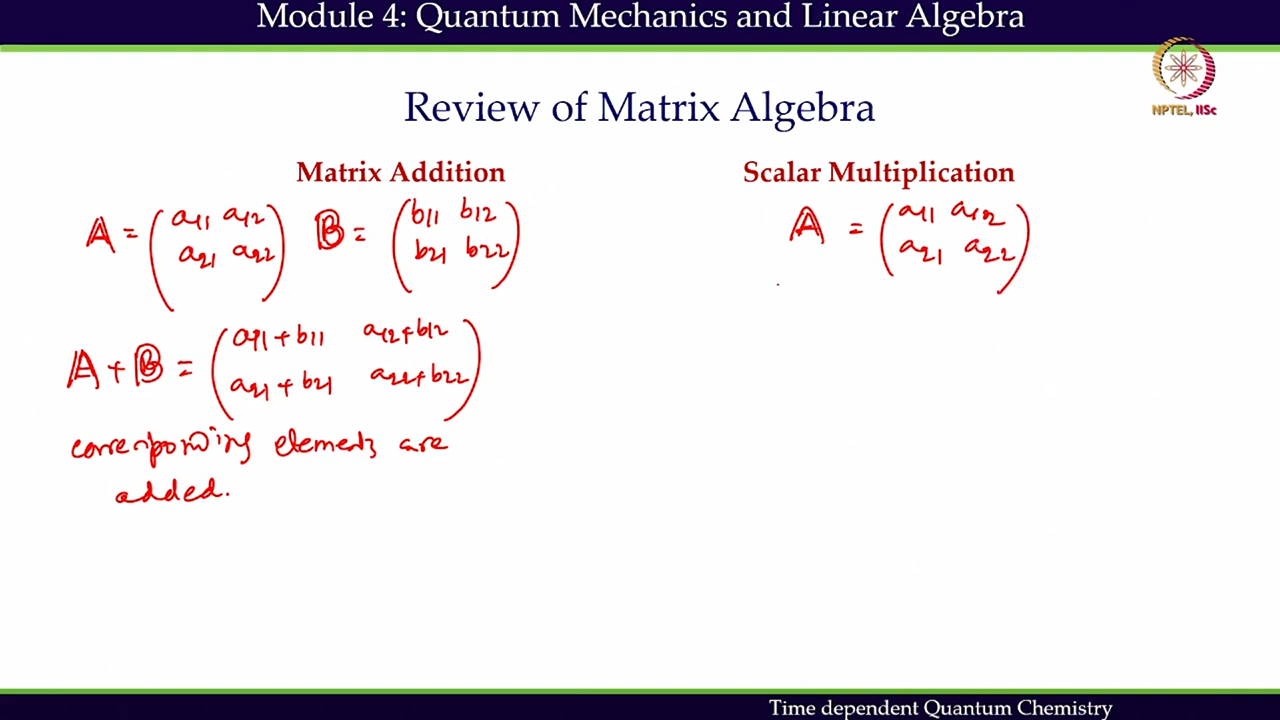 Module 4: Quantum Mechanics and Linear Algebra
NPTEL, IISc
Review of Matrix Algebra
Matrix Addition
A = (a11 a12
a21 a22)
B = (b11 b12
b21 b22)
A + B = (a11 + b11 a12 + b12
a21 + b21 a22 + b22)
corresponding elements are
added.
Scalar Multiplication
A = (a11 a12
a21 a22)
Time dependent Quantum Chemistry